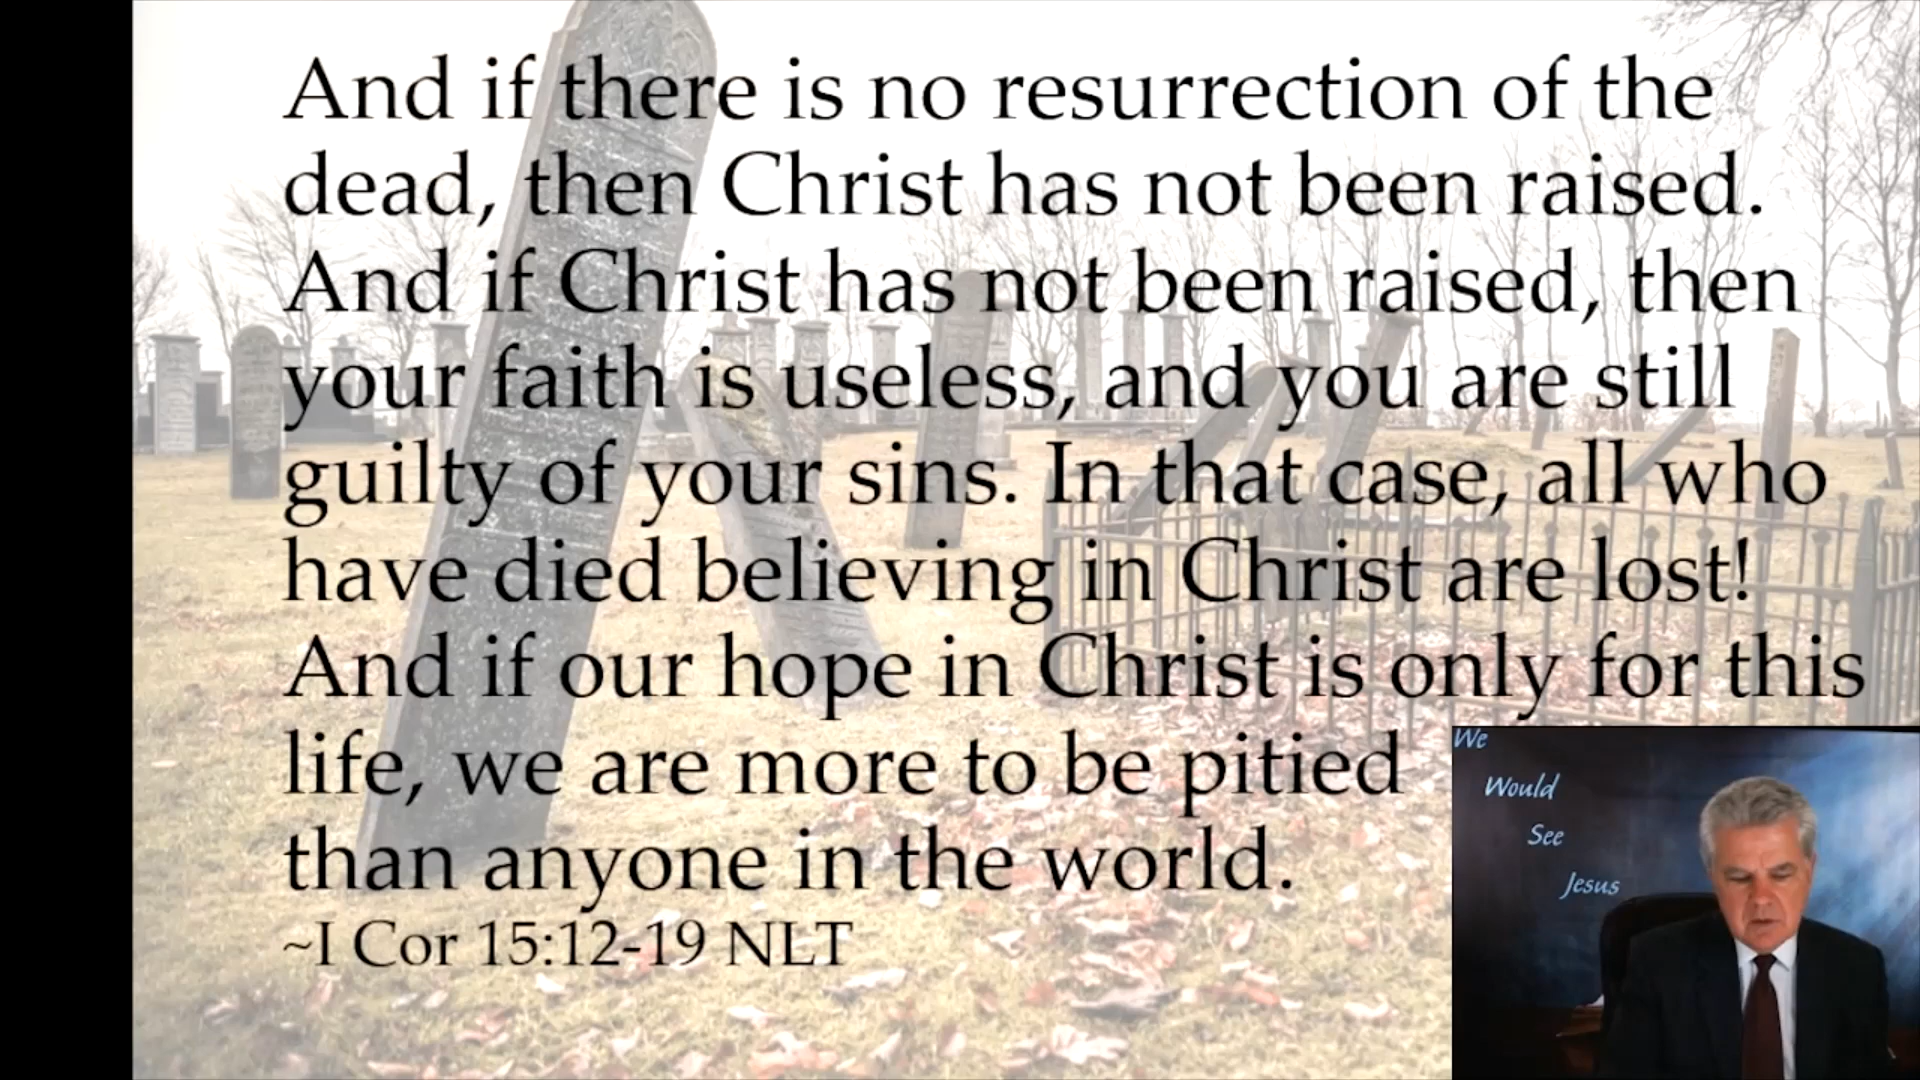 And if there is no resurrection of the
dead, then Christ has not been raised.
And if Christ has not been raised, then
your faith is useless, and you are still
guilty of your sins. In that case, all who
have died believing in Christ are lost!
And if our hope in Christ is only for this
life, we are more to be pitied
than anyone in the world.
~I Cor 15:12-19 NLT
We
Would
See
Jesus